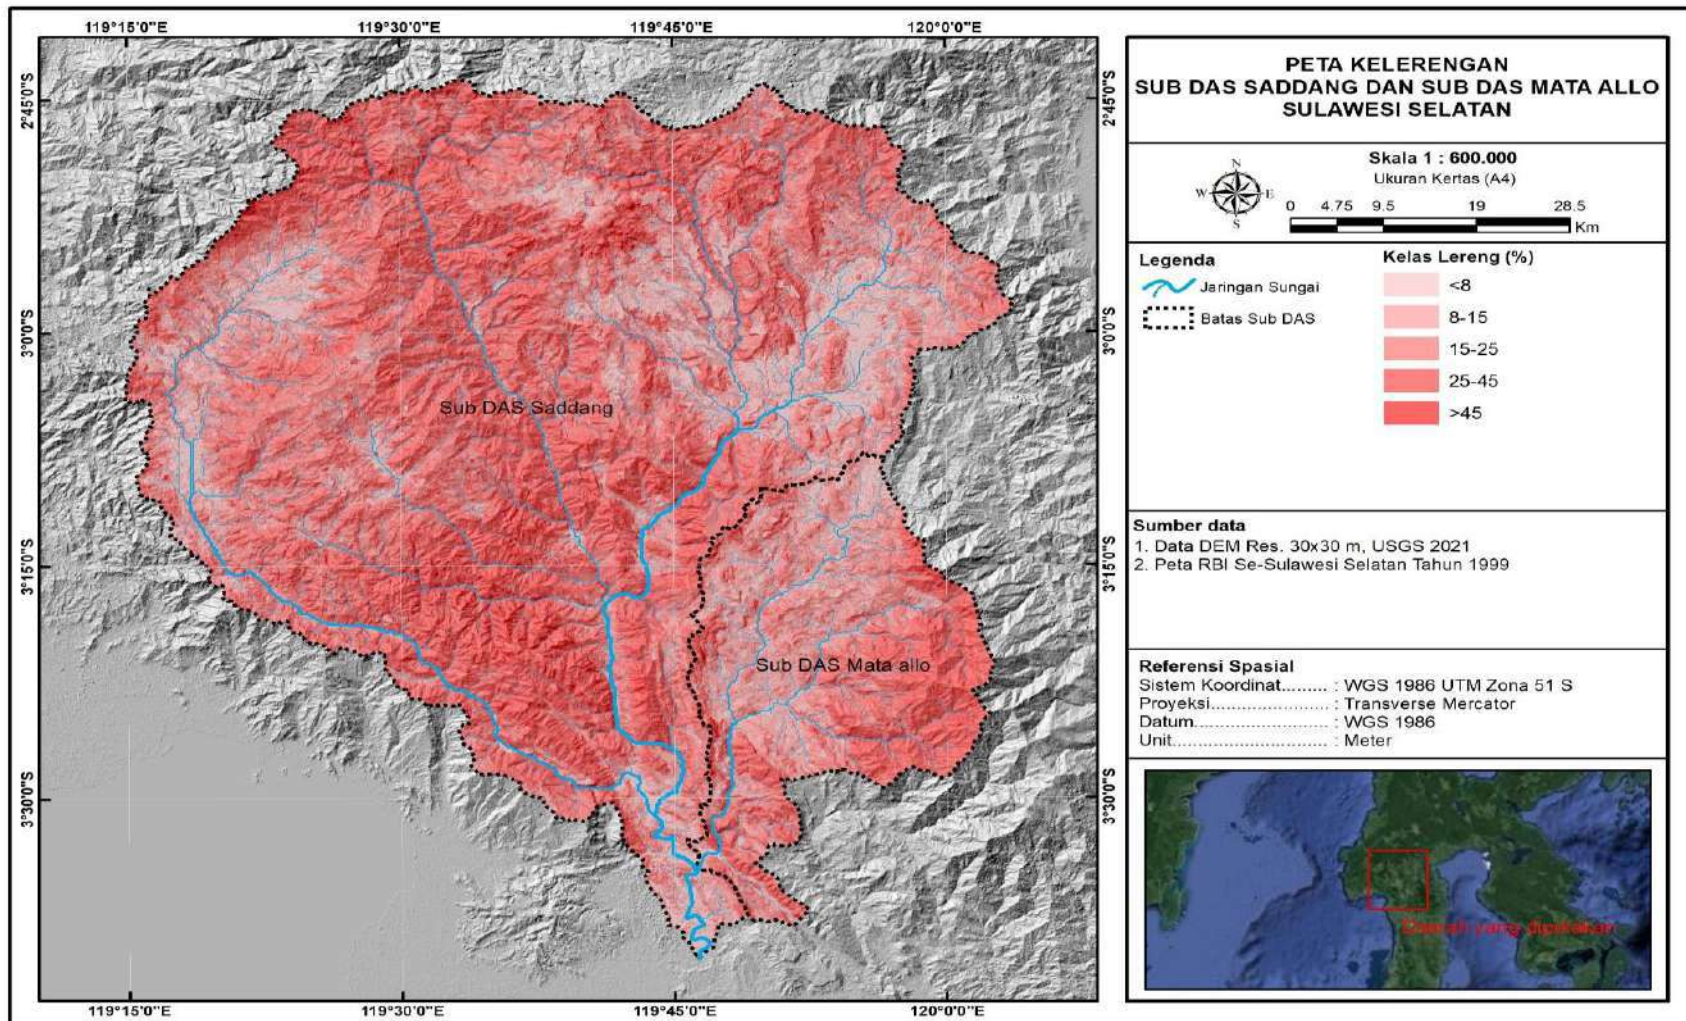 119°15'0"E 119°30'0"E 119°45'0"E 120°0'0"E
2°45'0"S
3°0'0"S
3°15'0"S
3°30'0"S
Sub DAS Saddang
Sub DAS Mata allo
2°45'0"S
3°0'0"S
3°15'0"S
3°30'0"S
119°15'0"E 119°30'0"E 119°45'0"E 120°0'0"E
PETA KELERENGAN
SUB DAS SADDANG DAN SUB DAS MATA ALLO
SULAWESI SELATAN
Skala 1 : 600.000
Ukuran Kertas (A4)
N
W E
S
0 4.75 9.5 19 28.5
Km
Legenda
Jaringan Sungai
Batas Sub DAS
Kelas Lereng (%)
<8
8-15
15-25
25-45
>45
Sumber data
1. Data DEM Res. 30x30 m, USGS 2021
2. Peta RBI Se-Sulawesi Selatan Tahun 1999
Referensi Spasial
Sistem Koordinat......... : WGS 1986 UTM Zona 51 S
Proyeksi....................... : Transverse Mercator
Datum.......................... : WGS 1986
Unit.............................. : Meter
Daerah yang dipetakan